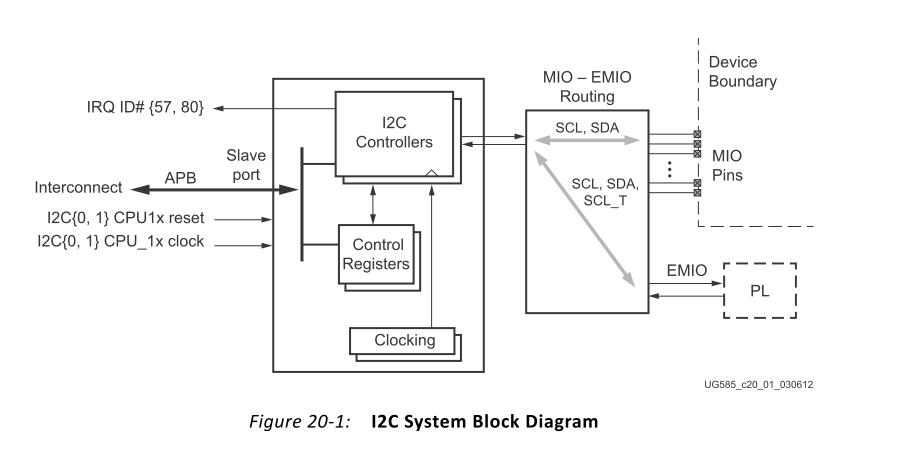 Device
Boundary
MIO – EMIO
Routing
IRQ ID# {57, 80}
I2C
Controllers
SCL, SDA
Slave
port
MIO
Pins
APB
Interconnect
SCL, SDA,
SCL_T
I2C{0, 1} CPU1x reset
I2C{0, 1} CPU_1x clock
Control
Registers
EMIO
PL
Clocking
UG585_c20_01_030612
Figure 20-1: I2C System Block Diagram